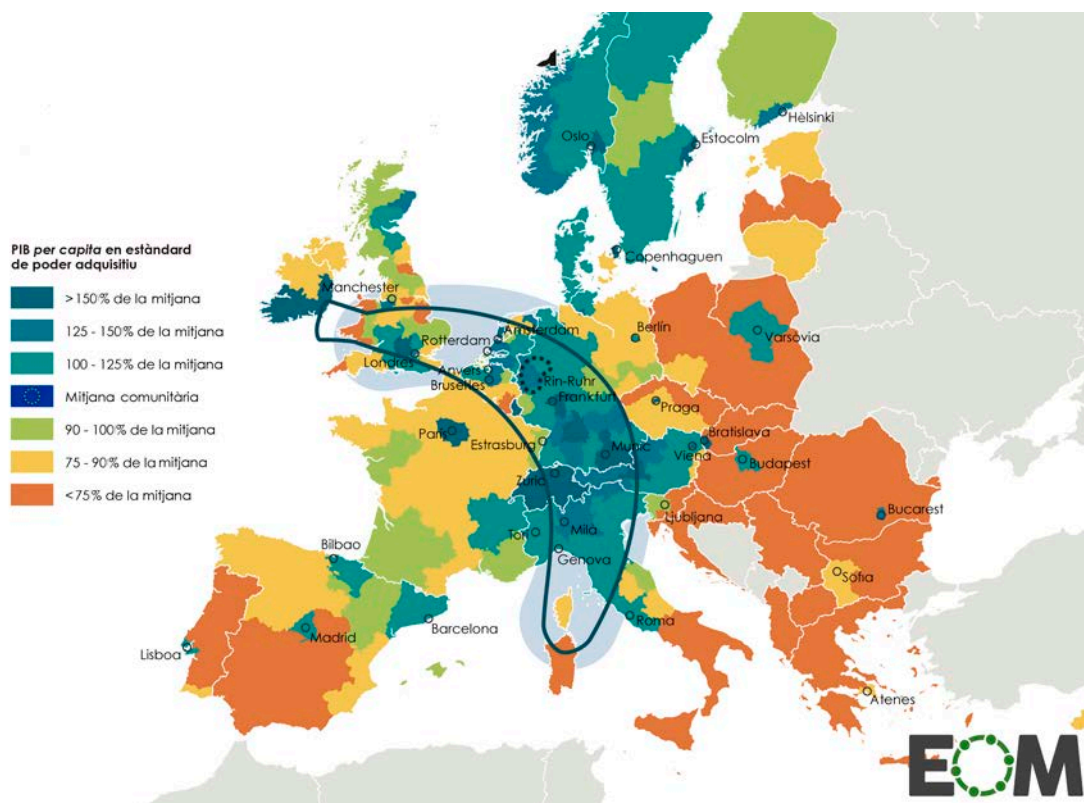 Hèlsinki
Oslo
Estocolm
PIB per capita en estàndard
de poder adquisitiu
Copenhaguen
>150% de la mitjana
Manchester
125 - 150% de la mitjana
Amsterdam
Berlín
Rotterdam
Varsòvia
100 - 125% de la mitjana
Londres
Anvers
Rin-Ruhr
Brusel·les
Mitjana comunitària
Frankfurt
Praga
90 - 100% de la mitjana
París
Estrasburg
Munic
Bratislava
Viena
75 - 90% de la mitjana
Budapest
Zuric
<75% de la mitjana
Ljubljana
Bucarest
Torí
Milà
Bilbao
Genova
Sofia
Roma
Madrid
Barcelona
Lisboa
Atenes
EOM